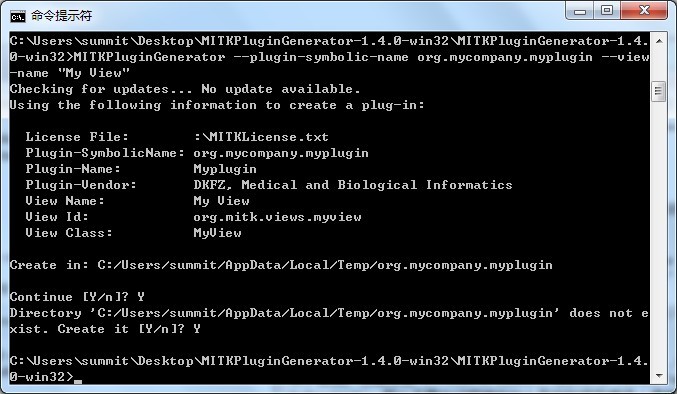 命令提示符
C:\Users\summit\Desktop\MITKPluginGenerator-1.4.0-win32\MITKPluginGenerator-1.4.
0-win32>MITKPluginGenerator --plugin-symbolic-name org.mycompany.myplugin --view
-name "My View"
Checking for updates... No update available.
Using the following information to create a plug-in:
License File:        :\MITKLicense.txt
Plugin-SymbolicName: org.mycompany.myplugin
Plugin-Name:         Myplugin
Plugin-Vendor:       DKFZ, Medical and Biological Informatics
View Name:           My View
View Id:             org.mitk.views.myview
View Class:          MyView
Create in: C:/Users/summit/AppData/Local/Temp/org.mycompany.myplugin
Continue [Y/n]? Y
Directory 'C:/Users/summit/AppData/Local/Temp/org.mycompany.myplugin' does not e
xist. Create it [Y/n]? Y
C:\Users\summit\Desktop\MITKPluginGenerator-1.4.0-win32\MITKPluginGenerator-1.4.
0-win32>_